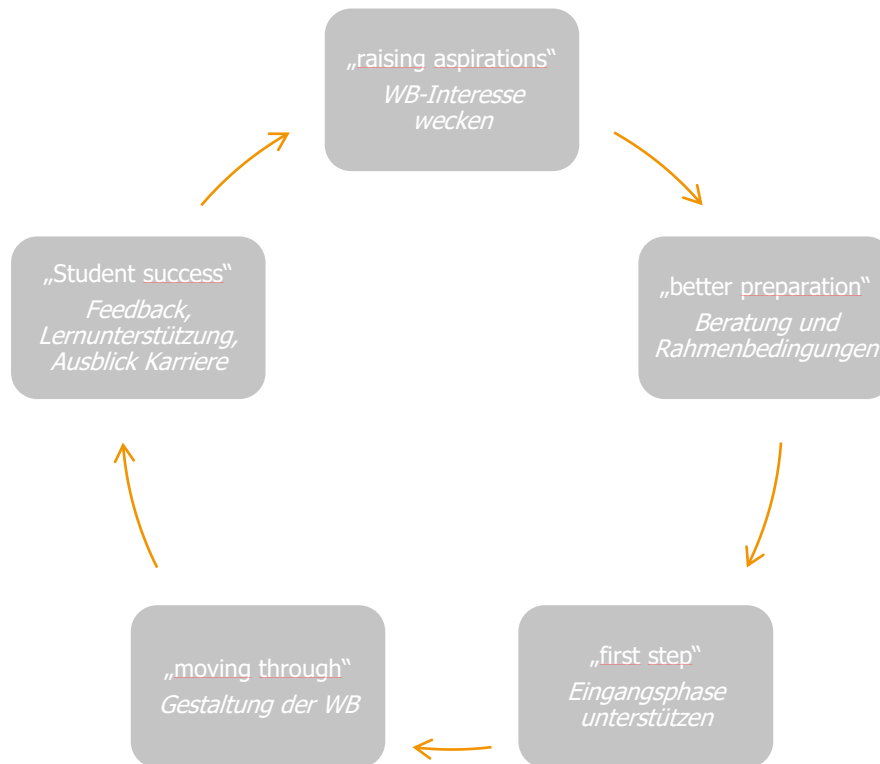 „raising aspirations“
WB-Interesse
wecken
„better preparation“
Beratung und
Rahmenbedingungen
„first step“
Eingangsphase
unterstützen
„moving through“
Gestaltung der WB
„Student success“
Feedback,
Lernunterstützung,
Ausblick Karriere